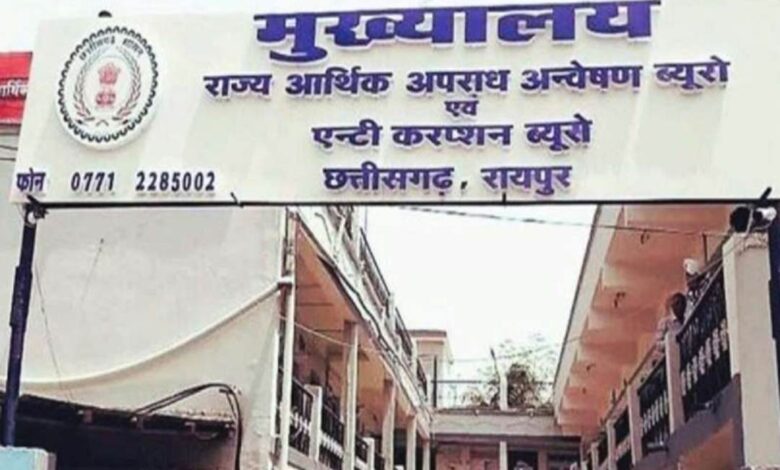 मुख्यालय
राज्य आर्थिक अपराध अन्वेषण ब्यूरो
एवं
एन्टी करप्शन ब्यूरो
छत्तीसगढ़, रायपुर
फोन 0771 2285002